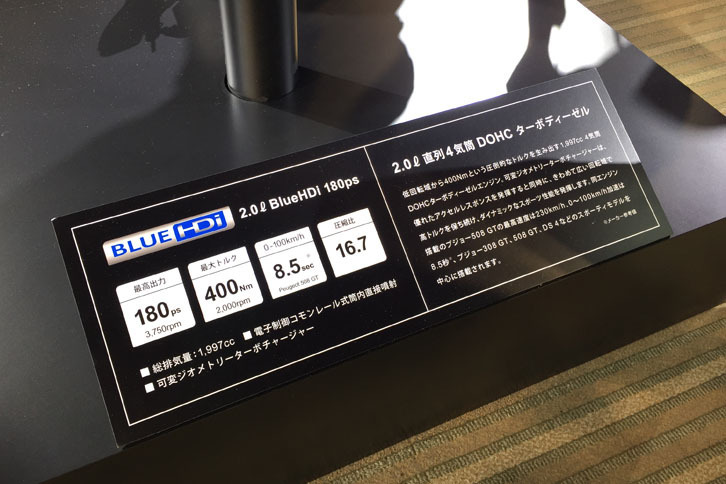 BLUE HDi
2.0ℓ BlueHDi 180ps
最高出力
180ps
3,750rpm
最大トルク
400Nm
2,000rpm
0-100km/h
8.5sec※
Peugeot 508 GT
圧縮比
16.7
■ 総排気量：1,997cc ■ 電子制御コモンレール式筒内直接噴射
■ 可変ジオメトリーターボチャージャー
2.0ℓ 直列4気筒 DOHC ターボディーゼル
低回転域から400Nmという圧倒的なトルクを生み出す1,997cc 4気筒
DOHCターボディーゼルエンジン。可変ジオメトリーターボチャージャーは、
優れたアクセルレスポンスを発揮すると同時に、きわめて広い回転域で
高トルクを保ち続け、ダイナミックなスポーツ性能を発揮します。同エンジン
搭載のプジョー508 GTの最高速度は230km/h、0-100km/h加速は
8.5秒※。プジョー308 GT、508 GT、DS 4などのスポーティモデルを
中心に搭載されます。
※メーカー参考値